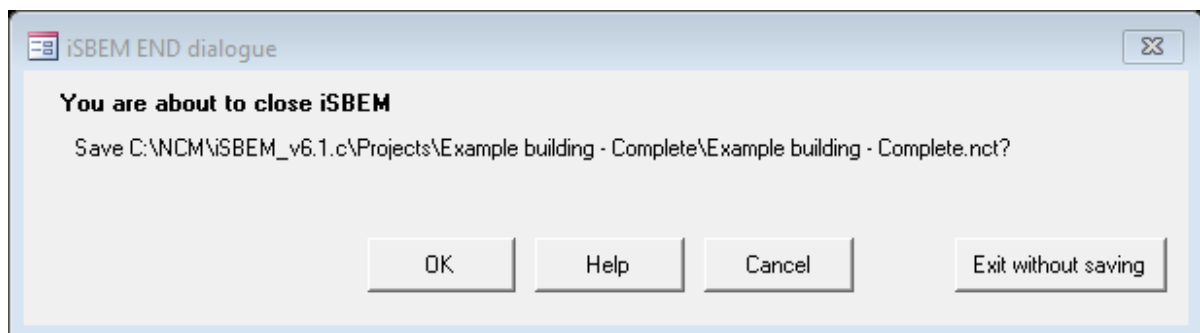 iSBEM END dialogue
You are about to close iSBEM
Save C:\NCM\iSBEM_v6.1.c\Projects\Example building - Complete\Example building - Complete.nct?
OK Help Cancel Exit without saving